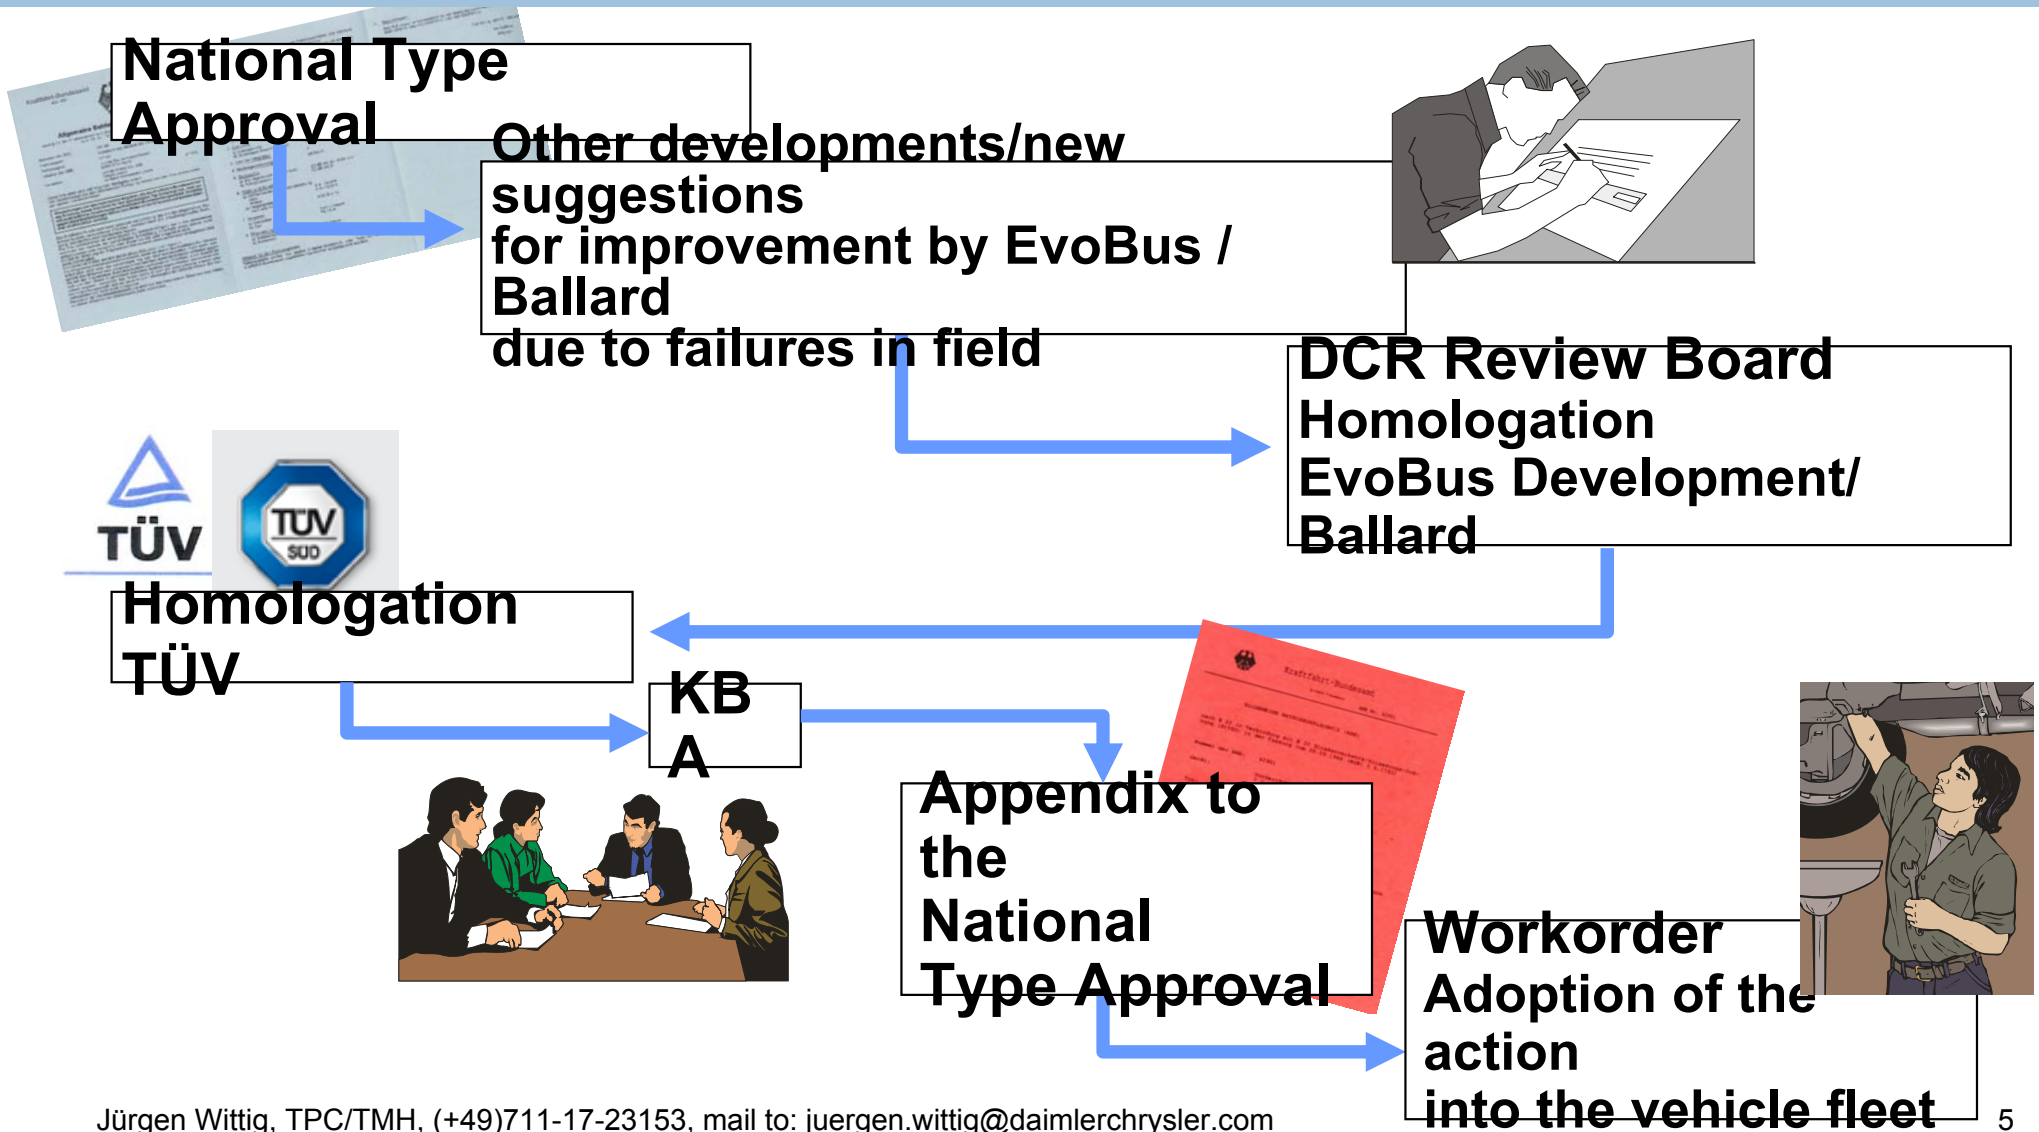 National Type
Approval
Other developments/new
suggestions
for improvement by EvoBus /
Ballard
due to failures in field
DCR Review Board
Homologation
EvoBus Development/
Ballard
TÜV
TÜV
SÜD
Homologation
TÜV
KB
A
Kraftfahrt-Bundesamt
Appendix to
the
National
Type Approval
Workorder
Adoption of the
action
into the vehicle fleet
Jürgen Wittig, TPC/TMH, (+49)711-17-23153, mail to: juergen.wittig@daimlerchrysler.com
5